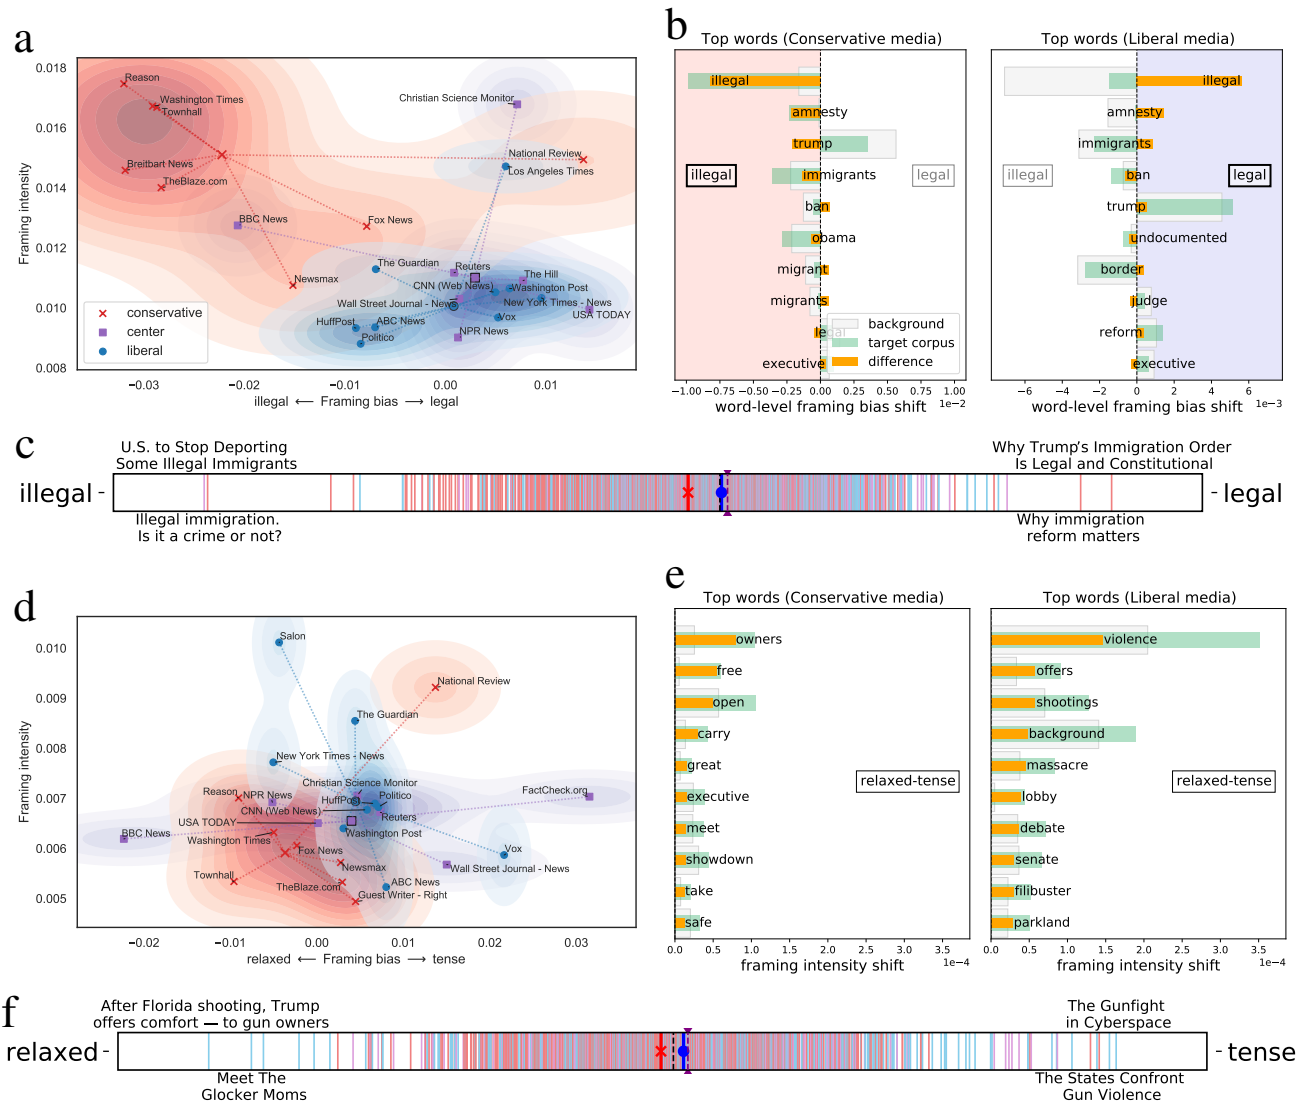 a
0.018
0.016
0.014
0.012
0.010
0.008
Framing intensity
Reason
Washington Times
Townhall
Christian Science Monitor
National Review
Los Angeles Times
Breitbart News
TheBlaze.com
BBC News
Fox News
The Guardian
Reuters
The Hill
Newsmax
CNN (Web News)
Washington Post
Wall Street Journal - News
New York Times - News
USA TODAY
HuffPost
ABC News
Vox
Politico
NPR News
conservative
center
liberal
−0.03
−0.02
−0.01
0.00
0.01
illegal ⟵ Framing bias ⟶ legal
b
Top words (Conservative media)
illegal
amnesty
trump
immigrants
ban
obama
migrant
migrants
legal
executive
illegal
legal
background
target corpus
difference
−1.00
−0.75
−0.50
−0.25
0.00
0.25
0.50
0.75
1.00
1e−2
word-level framing bias shift
Top words (Liberal media)
illegal
amnesty
immigrants
ban
trump
undocumented
border
judge
reform
executive
illegal
legal
−6
−4
−2
0
2
4
6
1e−3
word-level framing bias shift
c
U.S. to Stop Deporting
Some Illegal Immigrants
Why Trump's Immigration Order
Is Legal and Constitutional
illegal
legal
Illegal immigration.
Is it a crime or not?
Why immigration
reform matters
d
0.010
0.009
0.008
0.007
0.006
0.005
Framing intensity
Salon
National Review
The Guardian
New York Times - News
Christian Science Monitor
Reason
NPR News
HuffPost
Politico
FactCheck.org
CNN (Web News)
Reuters
USA TODAY
BBC News
Washington Times
Washington Post
Fox News
Vox
Newsmax
Wall Street Journal - News
Townhall
TheBlaze.com
ABC News
Guest Writer - Right
−0.02
−0.01
0.00
0.01
0.02
0.03
relaxed ⟵ Framing bias ⟶ tense
e
Top words (Conservative media)
owners
free
open
carry
great
executive
meet
showdown
take
safe
relaxed-tense
0.0
0.5
1.0
1.5
2.0
2.5
3.0
3.5
1e−4
framing intensity shift
Top words (Liberal media)
violence
offers
shootings
background
massacre
lobby
debate
senate
filibuster
parkland
relaxed-tense
0.0
0.5
1.0
1.5
2.0
2.5
3.0
3.5
1e−4
framing intensity shift
f
After Florida shooting, Trump
offers comfort — to gun owners
The Gunfight
in Cyberspace
relaxed
tense
Meet The
Glocker Moms
The States Confront
Gun Violence